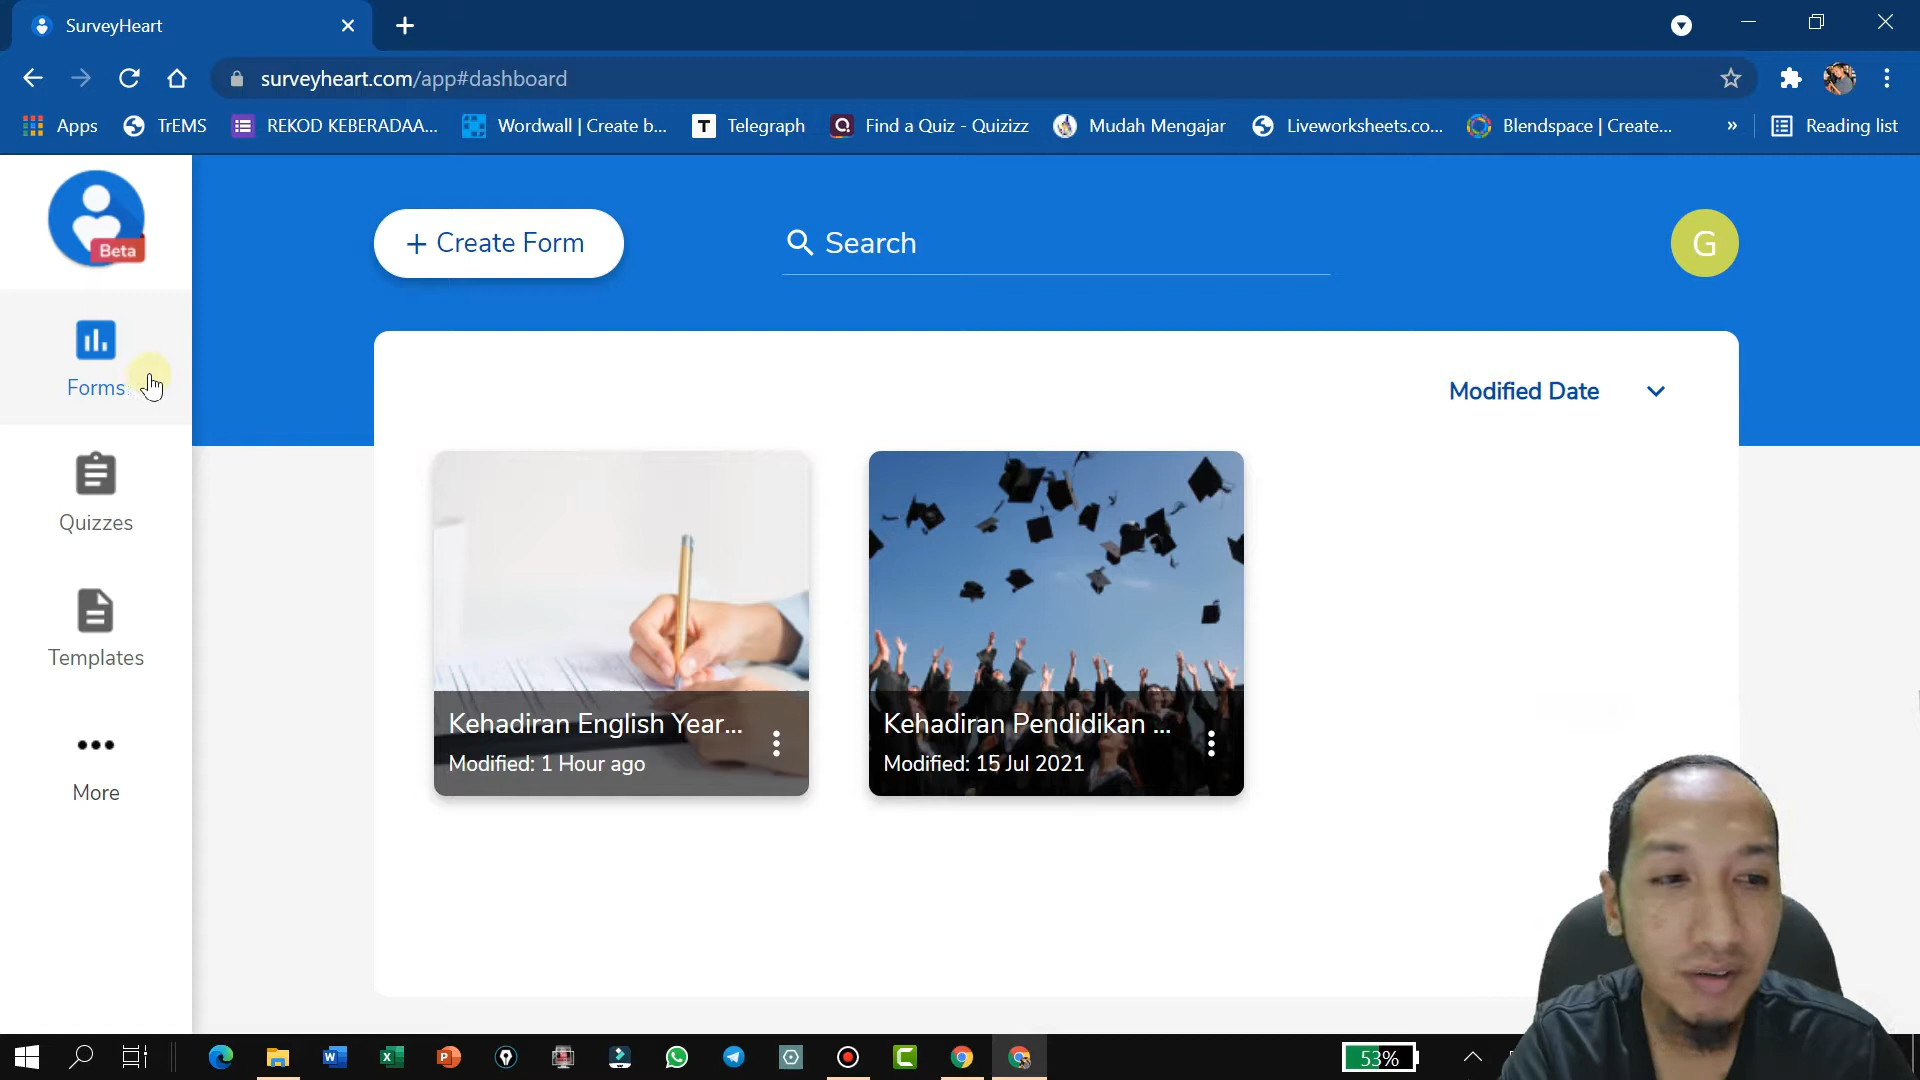 SurveyHeart
surveyheart.com/app#dashboard
Apps
TrEMS
REKOD KEBERADAA...
Wordwall | Create b...
Telegraph
Find a Quiz - Quizizz
Mudah Mengajar
Liveworksheets.co...
Blendspace | Create...
»
Reading list
Beta
+ Create Form
Search
G
Forms
Modified Date
Quizzes
Templates
Kehadiran English Year...
Modified: 1 Hour ago
Kehadiran Pendidikan ...
Modified: 15 Jul 2021
More
53%